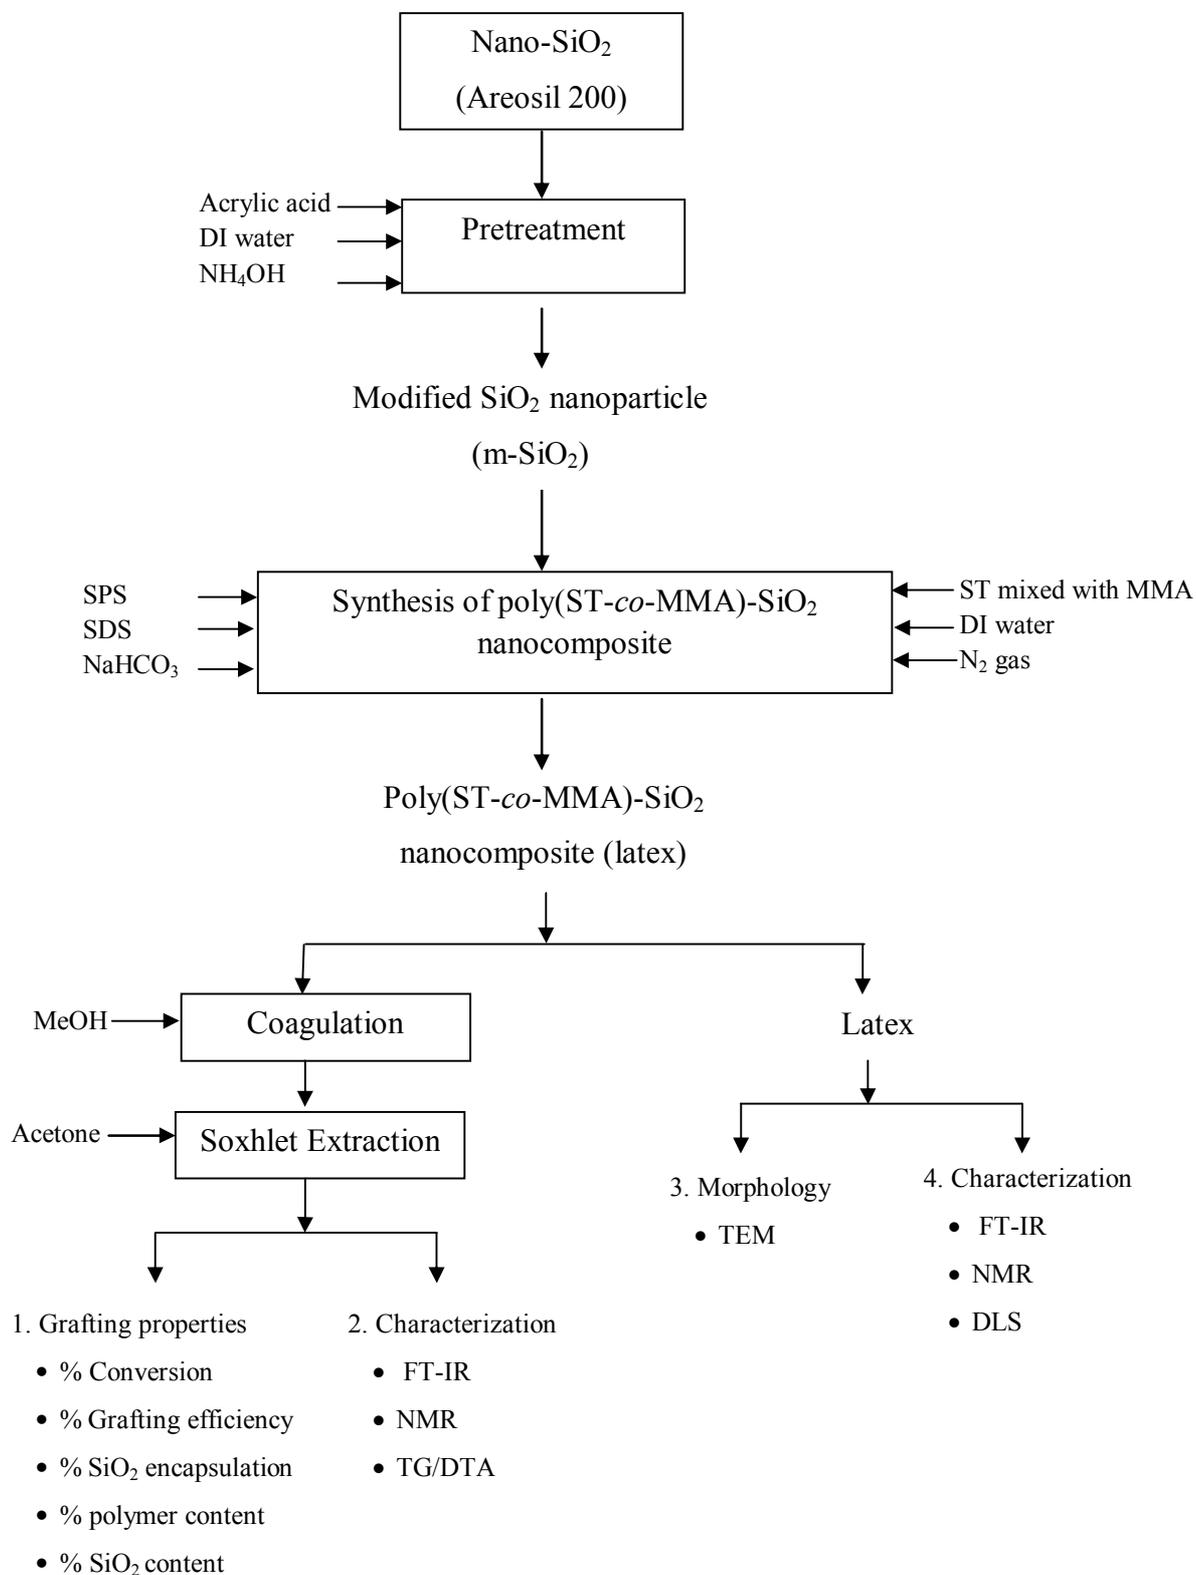 Nano-SiO₂
(Areosil 200)
Acrylic acid
DI water
NH₄OH
Pretreatment
Modified SiO₂ nanoparticle
(m-SiO₂)
SPS
SDS
NaHCO₃
Synthesis of poly(ST-co-MMA)-SiO₂
nanocomposite
ST mixed with MMA
DI water
N₂ gas
Poly(ST-co-MMA)-SiO₂
nanocomposite (latex)
MeOH
Coagulation
Acetone
Soxhlet Extraction
Latex
1. Grafting properties
• % Conversion
• % Grafting efficiency
• % SiO₂ encapsulation
• % polymer content
• % SiO₂ content
2. Characterization
• FT-IR
• NMR
• TG/DTA
3. Morphology
• TEM
4. Characterization
• FT-IR
• NMR
• DLS